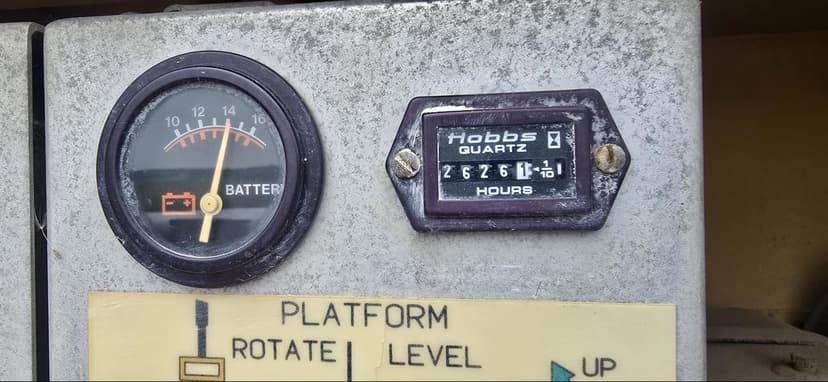 10 12 14 16
BATTER
Hobbs
QUARTZ
2 6 2 6 1 1/10
HOURS
PLATFORM
ROTATE LEVEL
UP